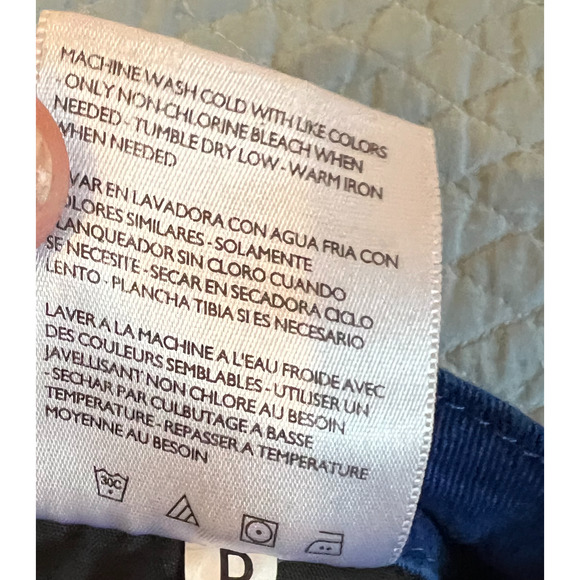 MACHINE WASH COLD WITH LIKE COLORS
- ONLY NON-CHLORINE BLEACH WHEN
NEEDED - TUMBLE DRY LOW - WARM IRON
WHEN NEEDED
VAR EN LAVADORA CON AGUA FRIA CON
OLORES SIMILARES - SOLAMENTE
LANQUEADOR SIN CLORO CUANDO
SE NECESITE - SECAR EN SECADORA CICLO
LENTO - PLANCHA TIBIA SI ES NECESARIO
LAVER A LA MACHINE A L'EAU FROIDE AVEC
DES COULEURS SEMBLABLES - UTILISER UN
JAVELLISANT NON CHLORE AU BESOIN
- SECHAR PAR CULBUTAGE A BASSE
TEMPERATURE - REPASSER A TEMPERATURE
MOYENNE AU BESOIN
30C
D